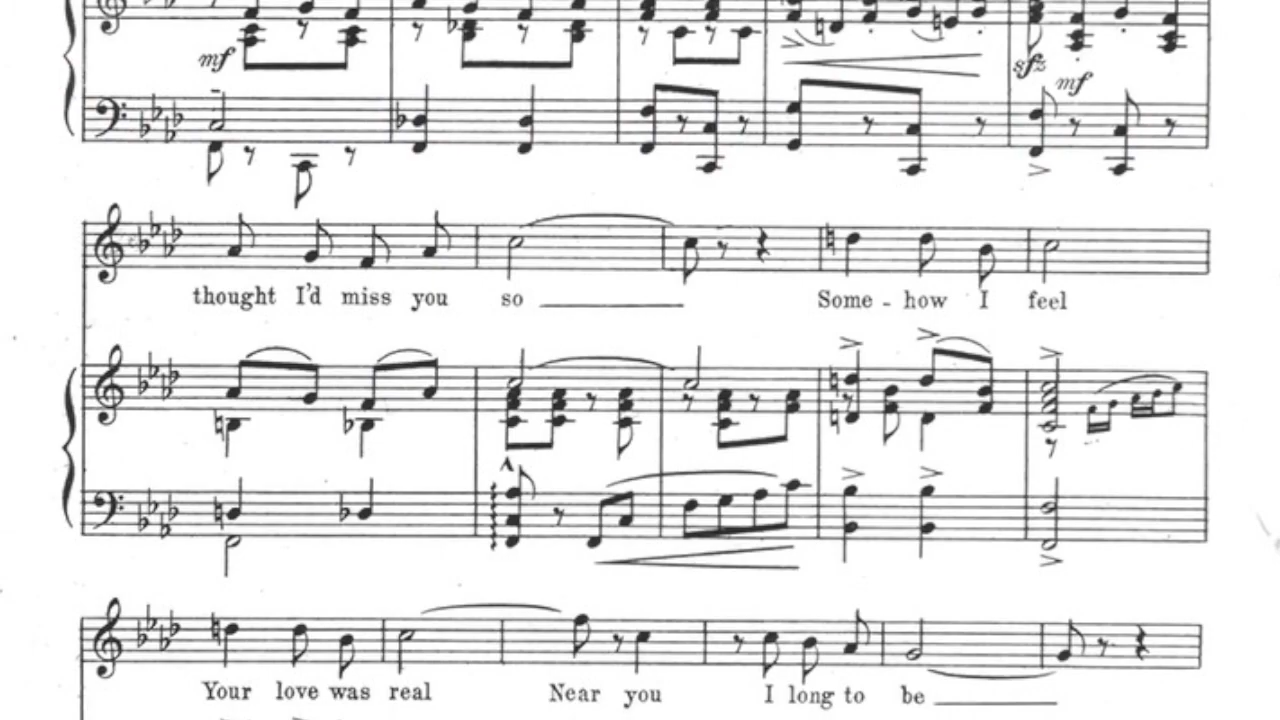 mf
sfz
mf
thought I'd miss you so Some - how I feel
Your love was real Near you I long to be